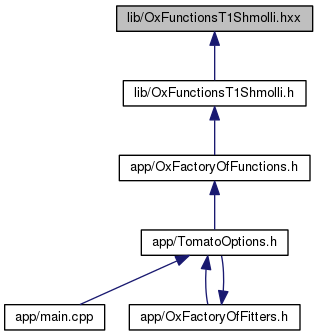 lib/OxFunctionsT1Shmolli.hxx
lib/OxFunctionsT1Shmolli.h
app/OxFactoryOfFunctions.h
app/TomatoOptions.h
app/main.cpp
app/OxFactoryOfFitters.h